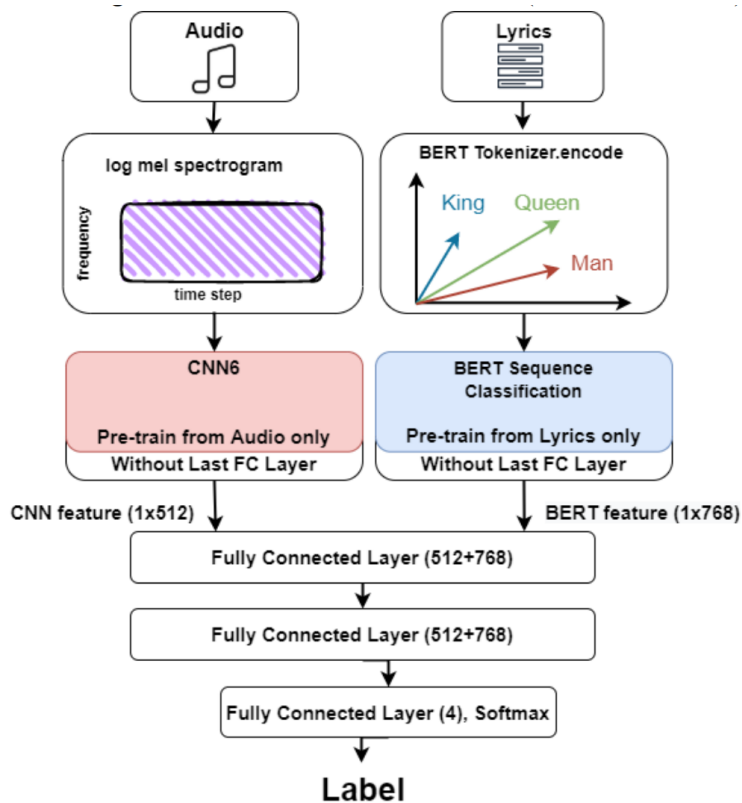 Audio
Lyrics
log mel spectrogram
frequency
time step
BERT Tokenizer.encode
King
Queen
Man
CNN6
Pre-train from Audio only
Without Last FC Layer
BERT Sequence
Classification
Pre-train from Lyrics only
Without Last FC Layer
CNN feature (1x512)
BERT feature (1x768)
Fully Connected Layer (512+768)
Fully Connected Layer (512+768)
Fully Connected Layer (4), Softmax
Label